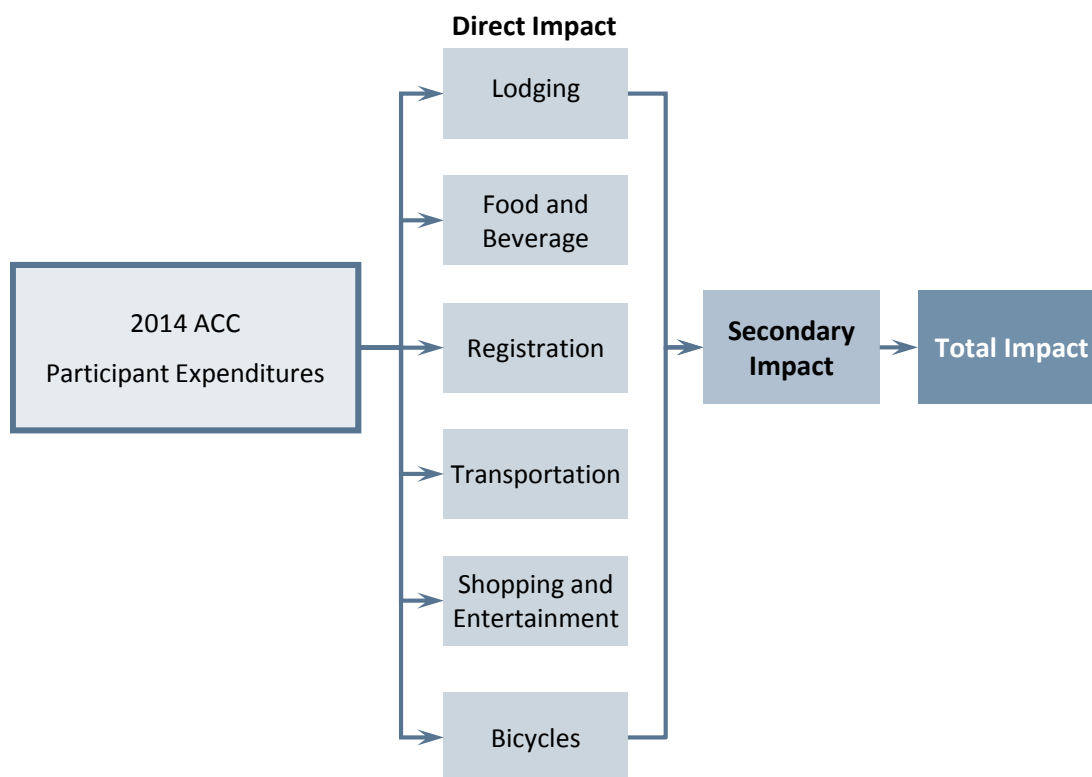 Direct Impact
Lodging
Food and
Beverage
2014 ACC
Participant Expenditures
Registration
Secondary
Impact
Total Impact
Transportation
Shopping and
Entertainment
Bicycles